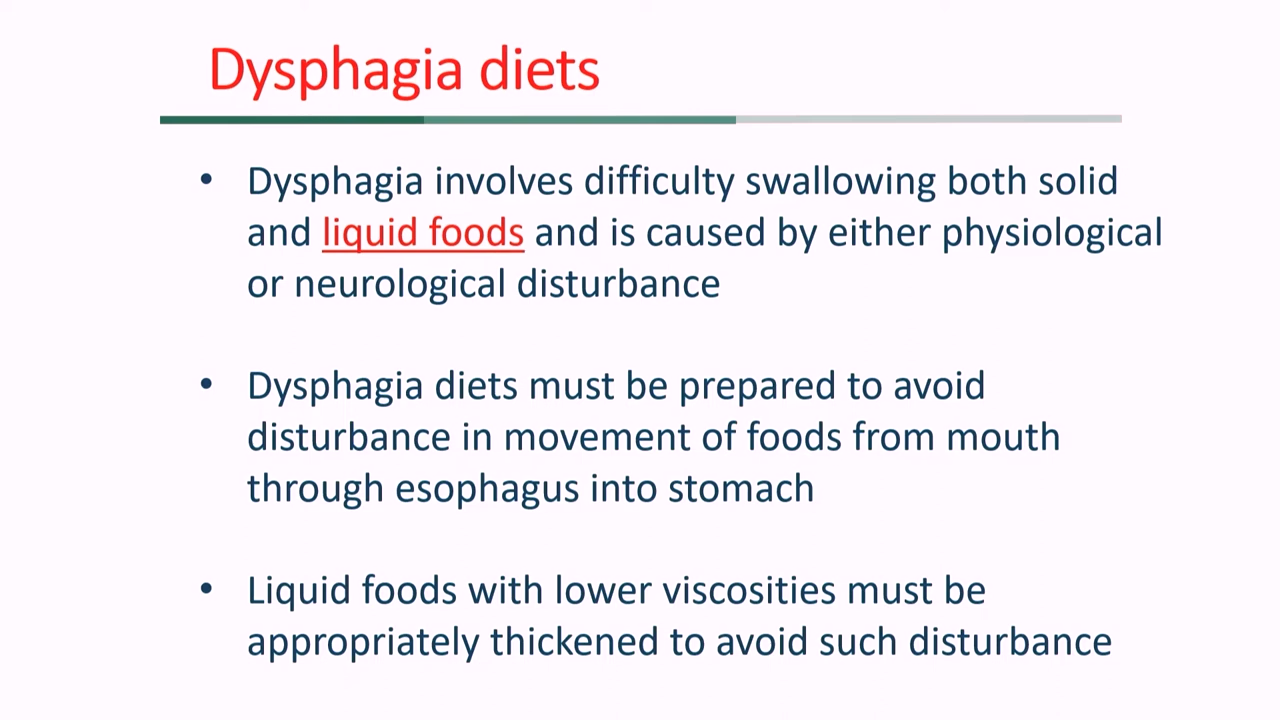 Dysphagia diets
• Dysphagia involves difficulty swallowing both solid
and liquid foods and is caused by either physiological
or neurological disturbance
• Dysphagia diets must be prepared to avoid
disturbance in movement of foods from mouth
through esophagus into stomach
• Liquid foods with lower viscosities must be
appropriately thickened to avoid such disturbance